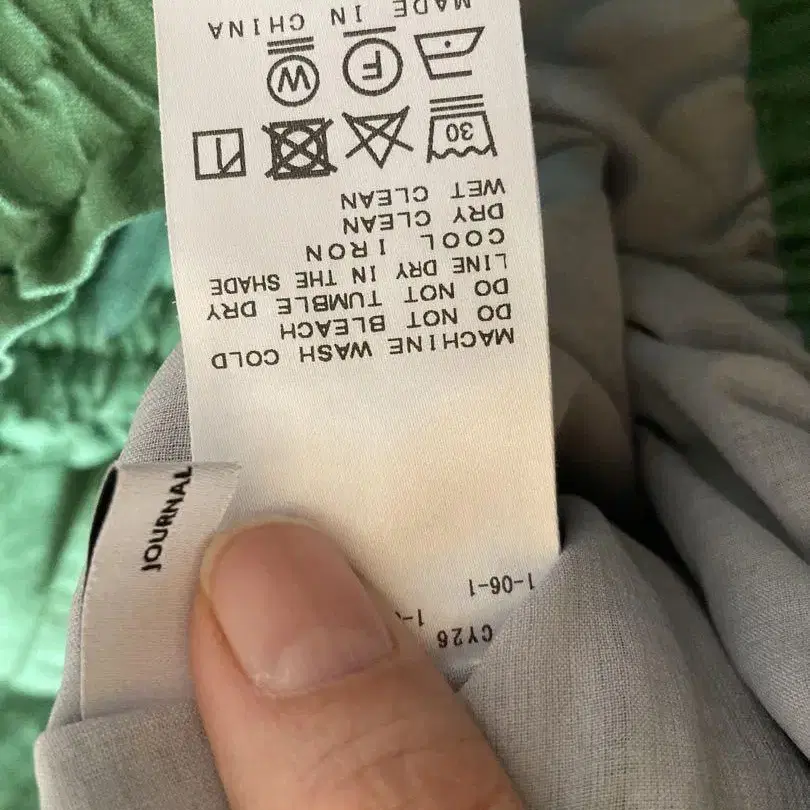 CY26
1-06-1
MACHINE WASH COLD
DO NOT BLEACH
DO NOT TUMBLE DRY
LINE DRY IN THE SHADE
COOL IRON
DRY CLEAN
WET CLEAN
30
F W
MADE IN CHINA
JOURNAL